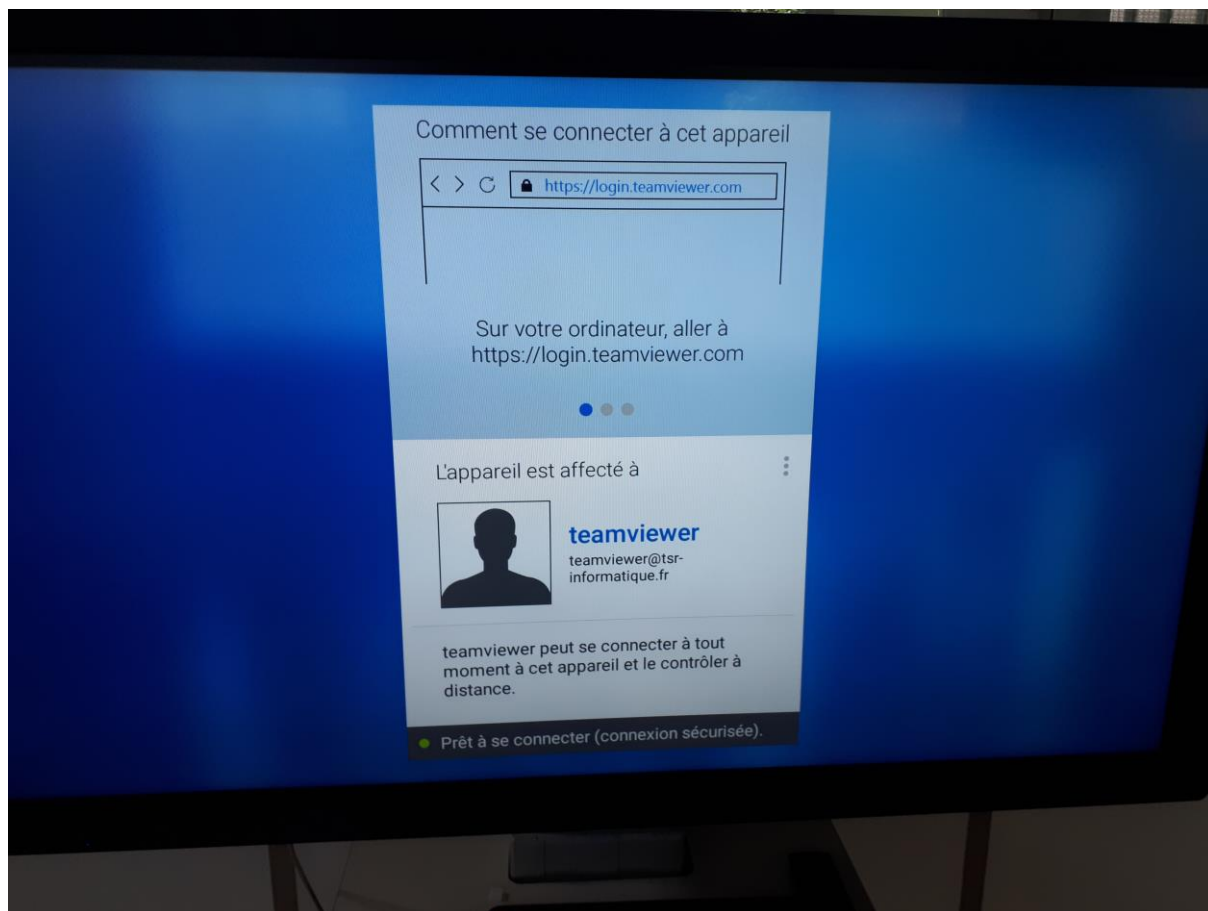 Comment se connecter à cet appareil
https://login.teamviewer.com
Sur votre ordinateur, aller à
https://login.teamviewer.com
L'appareil est affecté à
teamviewer
teamviewer@tsr-
informatique.fr
teamviewer peut se connecter à tout
moment à cet appareil et le contrôler à
distance.
Prêt à se connecter (connexion sécurisée).